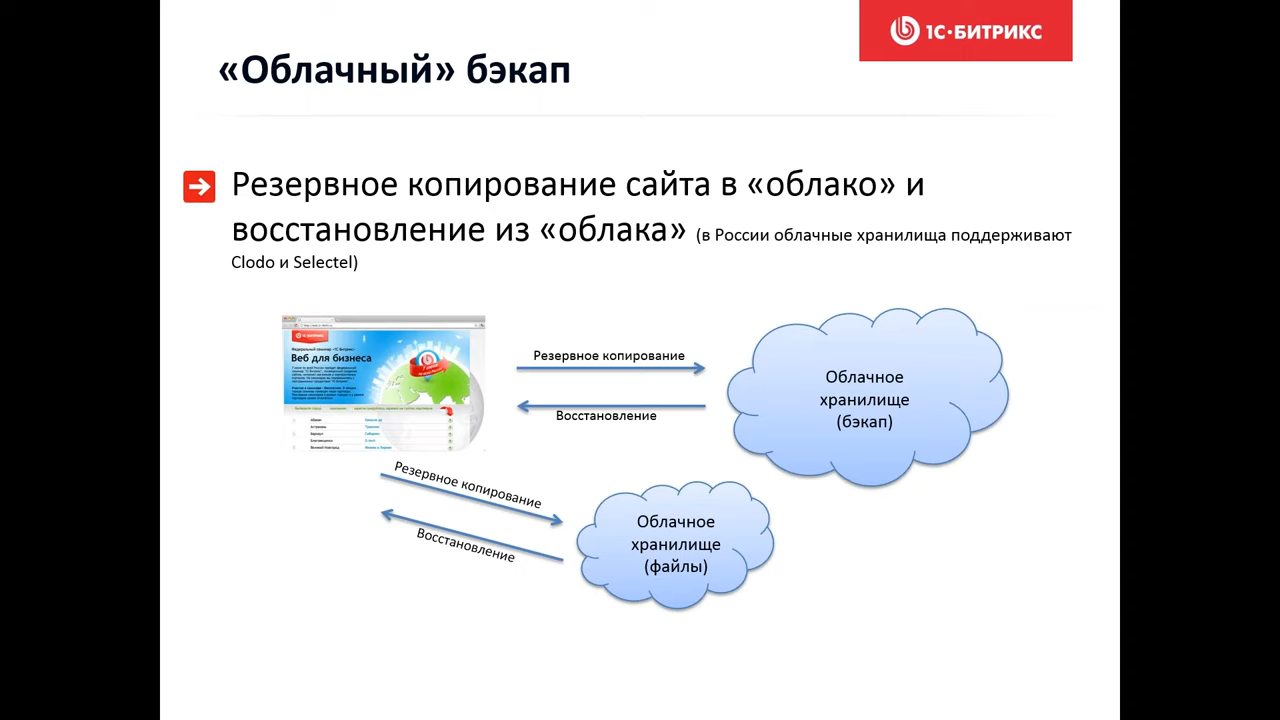 1С·БИТРИКС
«Облачный» бэкап
Резервное копирование сайта в «облако» и
восстановление из «облака» (в России облачные хранилища поддерживают
Clodo и Selectel)
1С·БИТРИКС
Веб для бизнеса
Резервное копирование
Восстановление
Облачное
хранилище
(бэкап)
Резервное копирование
Восстановление
Облачное
хранилище
(файлы)